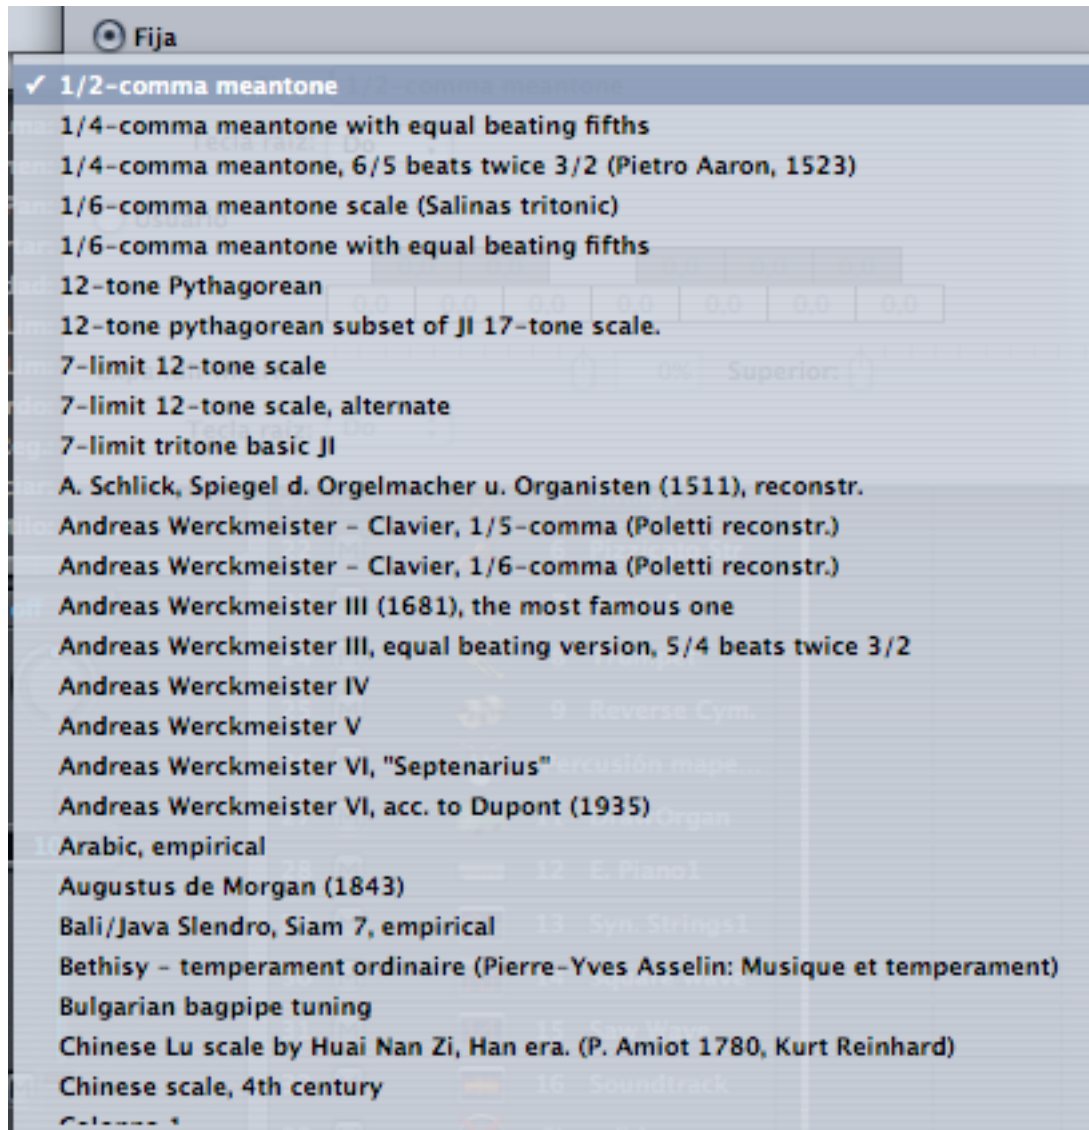 Fija
✓ 1/2-comma meantone
1/4-comma meantone with equal beating fifths
1/4-comma meantone, 6/5 beats twice 3/2 (Pietro Aaron, 1523)
1/6-comma meantone scale (Salinas tritonic)
1/6-comma meantone with equal beating fifths
12-tone Pythagorean
12-tone pythagorean subset of JI 17-tone scale.
7-limit 12-tone scale
7-limit 12-tone scale, alternate
7-limit tritone basic JI
A. Schlick, Spiegel d. Orgelmacher u. Organisten (1511), reconstr.
Andreas Werckmeister - Clavier, 1/5-comma (Poletti reconstr.)
Andreas Werckmeister - Clavier, 1/6-comma (Poletti reconstr.)
Andreas Werckmeister III (1681), the most famous one
Andreas Werckmeister III, equal beating version, 5/4 beats twice 3/2
Andreas Werckmeister IV
Andreas Werckmeister V
Andreas Werckmeister VI, "Septenarius"
Andreas Werckmeister VI, acc. to Dupont (1935)
Arabic, empirical
Augustus de Morgan (1843)
Bali/Java Slendro, Siam 7, empirical
Bethisy - temperament ordinaire (Pierre-Yves Asselin: Musique et temperament)
Bulgarian bagpipe tuning
Chinese Lu scale by Huai Nan Zi, Han era. (P. Amiot 1780, Kurt Reinhard)
Chinese scale, 4th century